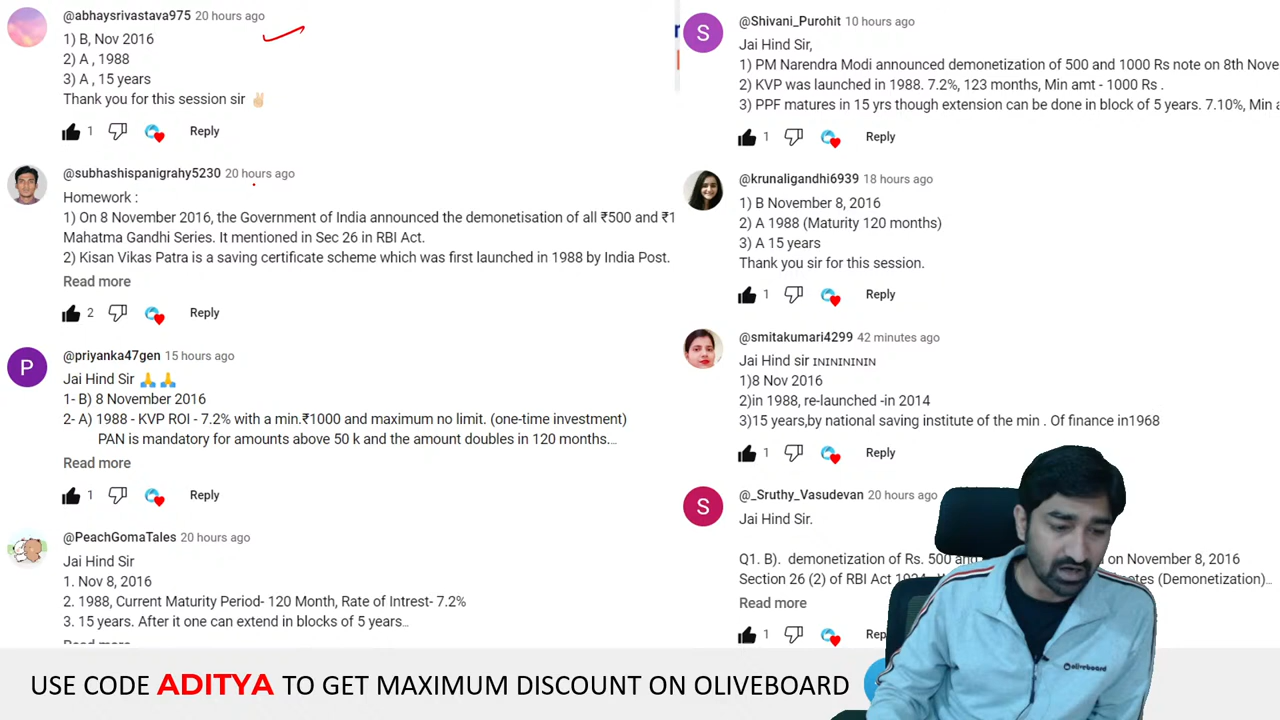 @abhaysrivastava975 20 hours ago
1) B, Nov 2016
2) A , 1988
3) A , 15 years
Thank you for this session sir ✌🏻
1 Reply
@subhashispanigrahy5230 20 hours ago
Homework :
1) On 8 November 2016, the Government of India announced the demonetisation of all ₹500 and ₹1
Mahatma Gandhi Series. It mentioned in Sec 26 in RBI Act.
2) Kisan Vikas Patra is a saving certificate scheme which was first launched in 1988 by India Post.
Read more
2 Reply
P
@priyanka47gen 15 hours ago
Jai Hind Sir 🙏 🙏
1- B) 8 November 2016
2- A) 1988 - KVP ROI - 7.2% with a min.₹1000 and maximum no limit. (one-time investment)
PAN is mandatory for amounts above 50 k and the amount doubles in 120 months....
Read more
1 Reply
@PeachGomaTales 20 hours ago
Jai Hind Sir
1. Nov 8, 2016
2. 1988, Current Maturity Period- 120 Month, Rate of Intrest- 7.2%
3. 15 years. After it one can extend in blocks of 5 years...
S
@Shivani_Purohit 10 hours ago
Jai Hind Sir,
1) PM Narendra Modi announced demonetization of 500 and 1000 Rs note on 8th Nove
2) KVP was launched in 1988. 7.2%, 123 months, Min amt - 1000 Rs .
3) PPF matures in 15 yrs though extension can be done in block of 5 years. 7.10%, Min a
1 Reply
@krunaligandhi6939 18 hours ago
1) B November 8, 2016
2) A 1988 (Maturity 120 months)
3) A 15 years
Thank you sir for this session.
1 Reply
@smitakumari4299 42 minutes ago
Jai Hind sir ɪɴɪɴɪɴɪɴɪɴ
1)8 Nov 2016
2)in 1988, re-launched -in 2014
3)15 years,by national saving institute of the min . Of finance in1968
1 Reply
S
@_Sruthy_Vasudevan 20 hours ago
Jai Hind Sir.
Q1. B). demonetization of Rs. 500 on November 8, 2016
Section 26 (2) of RBI Act (Demonetization)...
Read more
1
oliveboard
USE CODE ADITYA TO GET MAXIMUM DISCOUNT ON OLIVEBOARD